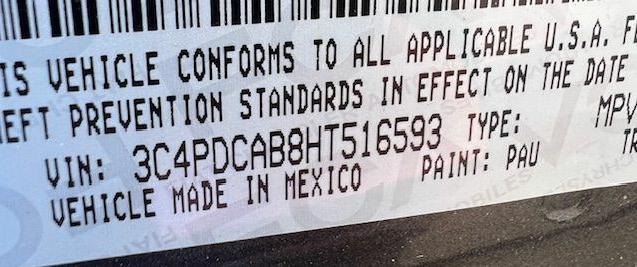 IS VEHICLE CONFORMS TO ALL APPLICABLE U.S.A. F
EFT PREVENTION STANDARDS IN EFFECT ON THE DATE
VIN: 3C4PDCAB8HT516593 TYPE: MPV
VEHICLE MADE IN MEXICO PAINT: PAU TR